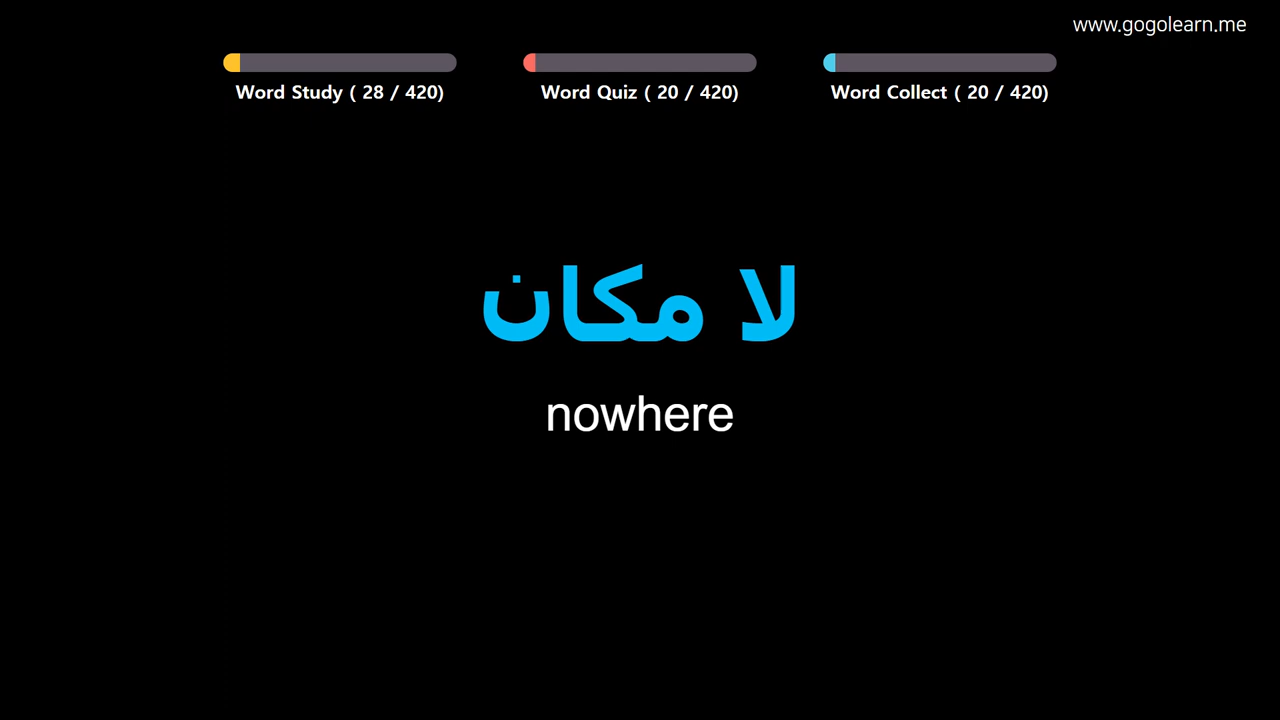 www.gogolearn.me
Word Study ( 28 / 420)
Word Quiz ( 20 / 420)
Word Collect ( 20 / 420)
لا مكان
nowhere